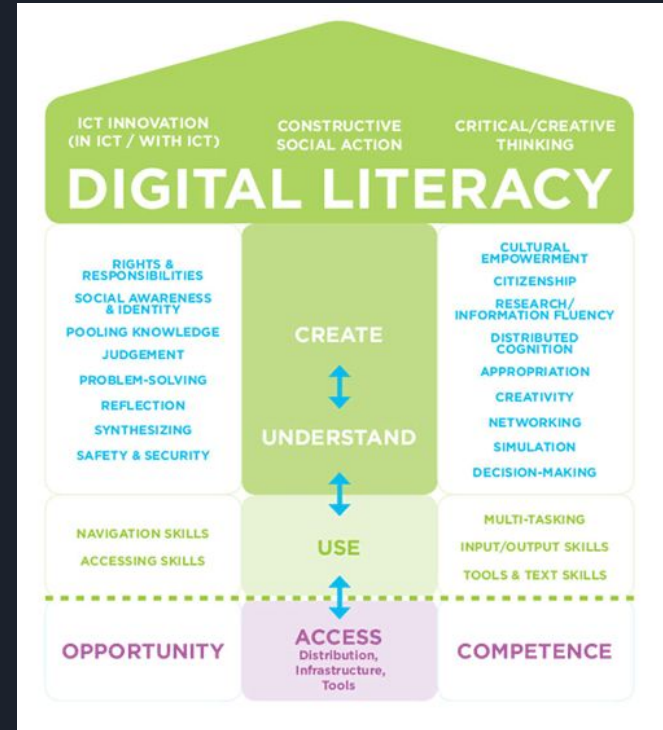 ICT INNOVATION
(IN ICT / WITH ICT)
CONSTRUCTIVE
SOCIAL ACTION
CRITICAL/CREATIVE
THINKING
DIGITAL LITERACY
RIGHTS &
RESPONSIBILITIES
SOCIAL AWARENESS
& IDENTITY
POOLING KNOWLEDGE
JUDGEMENT
PROBLEM-SOLVING
REFLECTION
SYNTHESIZING
SAFETY & SECURITY
CREATE
UNDERSTAND
CULTURAL
EMPOWERMENT
CITIZENSHIP
RESEARCH/
INFORMATION FLUENCY
DISTRIBUTED
COGNITION
APPROPRIATION
CREATIVITY
NETWORKING
SIMULATION
DECISION-MAKING
NAVIGATION SKILLS
ACCESSING SKILLS
USE
MULTI-TASKING
INPUT/OUTPUT SKILLS
TOOLS & TEXT SKILLS
OPPORTUNITY
ACCESS
Distribution,
Infrastructure,
Tools
COMPETENCE